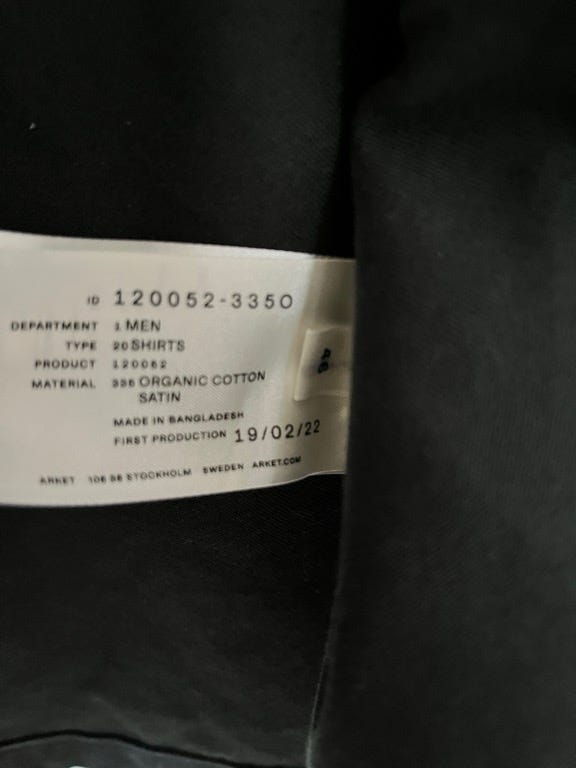 ID 120052-3350
DEPARTMENT 1 MEN
TYPE 20 SHIRTS
PRODUCT 120052
MATERIAL 335 ORGANIC COTTON
SATIN
MADE IN BANGLADESH
FIRST PRODUCTION 19/02/22
ARKET 106 38 STOCKHOLM SWEDEN ARKET.COM